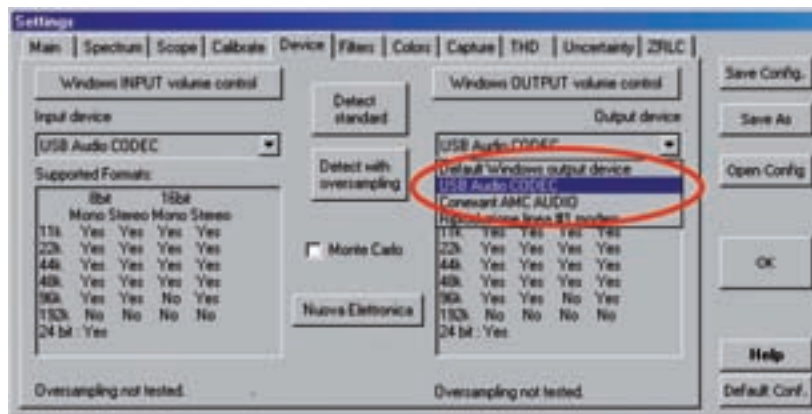 Settings
Main Spectrum Scope Calibrate Device Filters Colors Capture THD Uncertainty ZRLC
Windows INPUT volume control
Input device
USB Audio CODEC
Supported Formats:
8bit 16bit
Mono Stereo Mono Stereo
11k Yes Yes Yes Yes
22k Yes Yes Yes Yes
44k Yes Yes Yes Yes
48k Yes Yes Yes Yes
96k Yes Yes No Yes
192k No No No No
24 bit : Yes
Oversampling not tested.
Detect standard
Detect with oversampling
Monte Carlo
Nuova Elettronica
Windows OUTPUT volume control
Output device
USB Audio CODEC
Default Windows output device
USB Audio CODEC
Conexant AMC AUDIO
linea #1 modem
11k Yes Yes Yes Yes
22k Yes Yes Yes Yes
44k Yes Yes Yes Yes
48k Yes Yes Yes Yes
96k Yes Yes No Yes
192k No No No No
24 bit : Yes
Oversampling not tested.
Save Config.
Save As
Open Config
OK
Help
Default Conf.